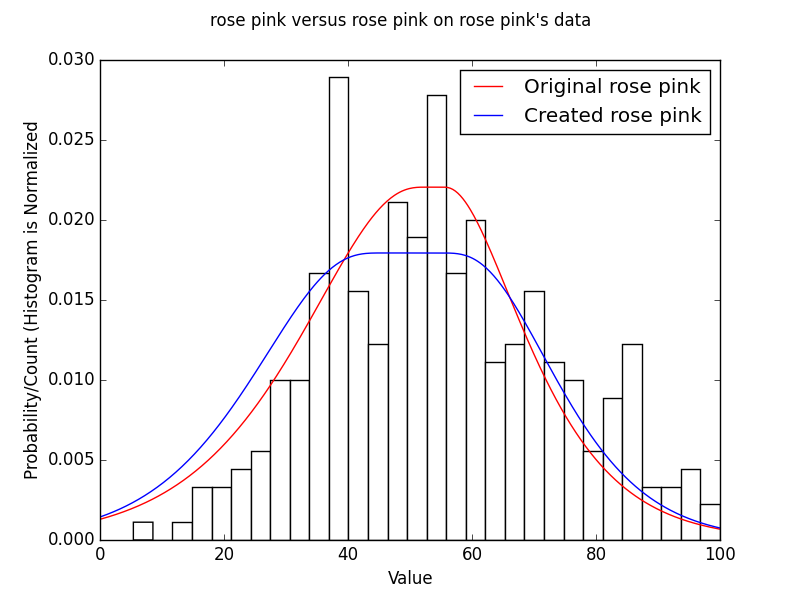 rose pink versus rose pink on rose pink's data
0.030
0.025
0.020
0.015
0.010
0.005
0.000
Probability/Count (Histogram is Normalized
Original rose pink
Created rose pink
0 20 40 60 80 100
Value